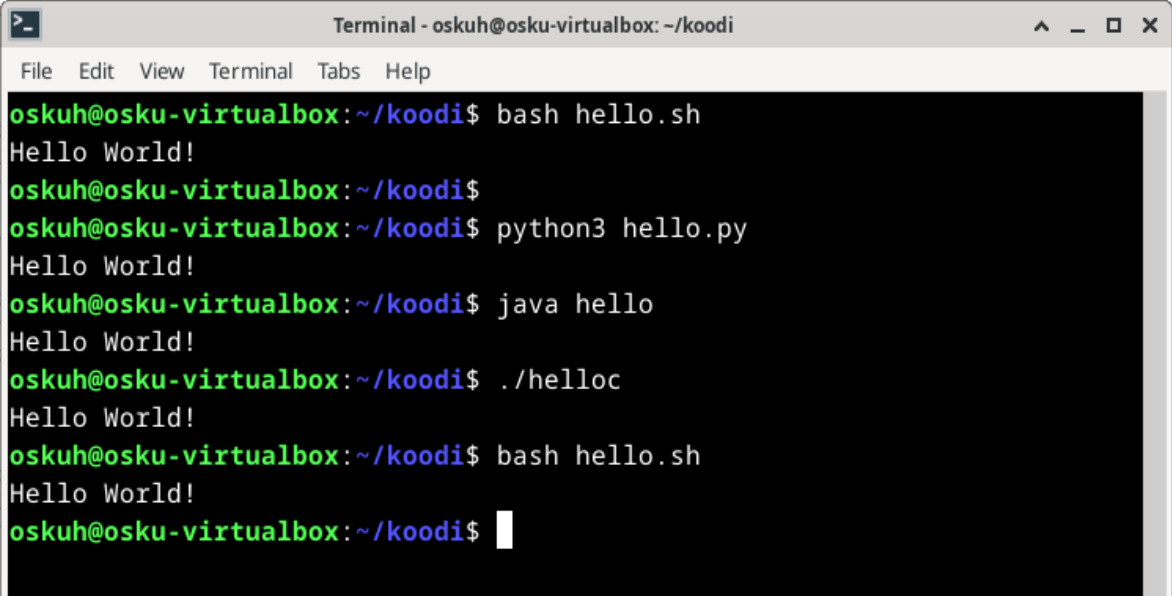 Terminal - oskuh@osku-virtualbox: ~/koodi
File Edit View Terminal Tabs Help
oskuh@osku-virtualbox:~/koodi$ bash hello.sh
Hello World!
oskuh@osku-virtualbox:~/koodi$
oskuh@osku-virtualbox:~/koodi$ python3 hello.py
Hello World!
oskuh@osku-virtualbox:~/koodi$ java hello
Hello World!
oskuh@osku-virtualbox:~/koodi$ ./helloc
Hello World!
oskuh@osku-virtualbox:~/koodi$ bash hello.sh
Hello World!
oskuh@osku-virtualbox:~/koodi$